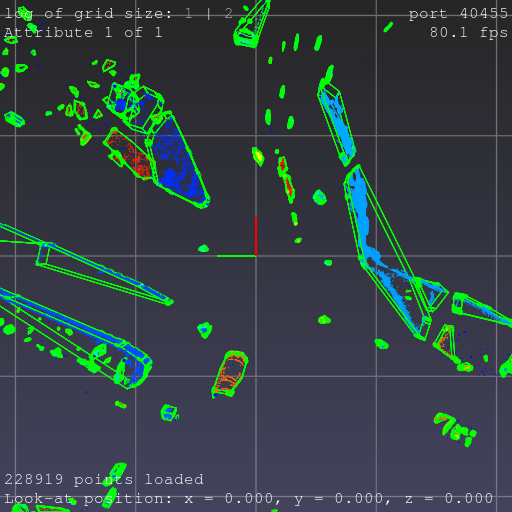 log of grid size: 1 | 2
port 40455
Attribute 1 of 1
80.1 fps
228919 points loaded
Look-at position: x = 0.000, y = 0.000, z = 0.000